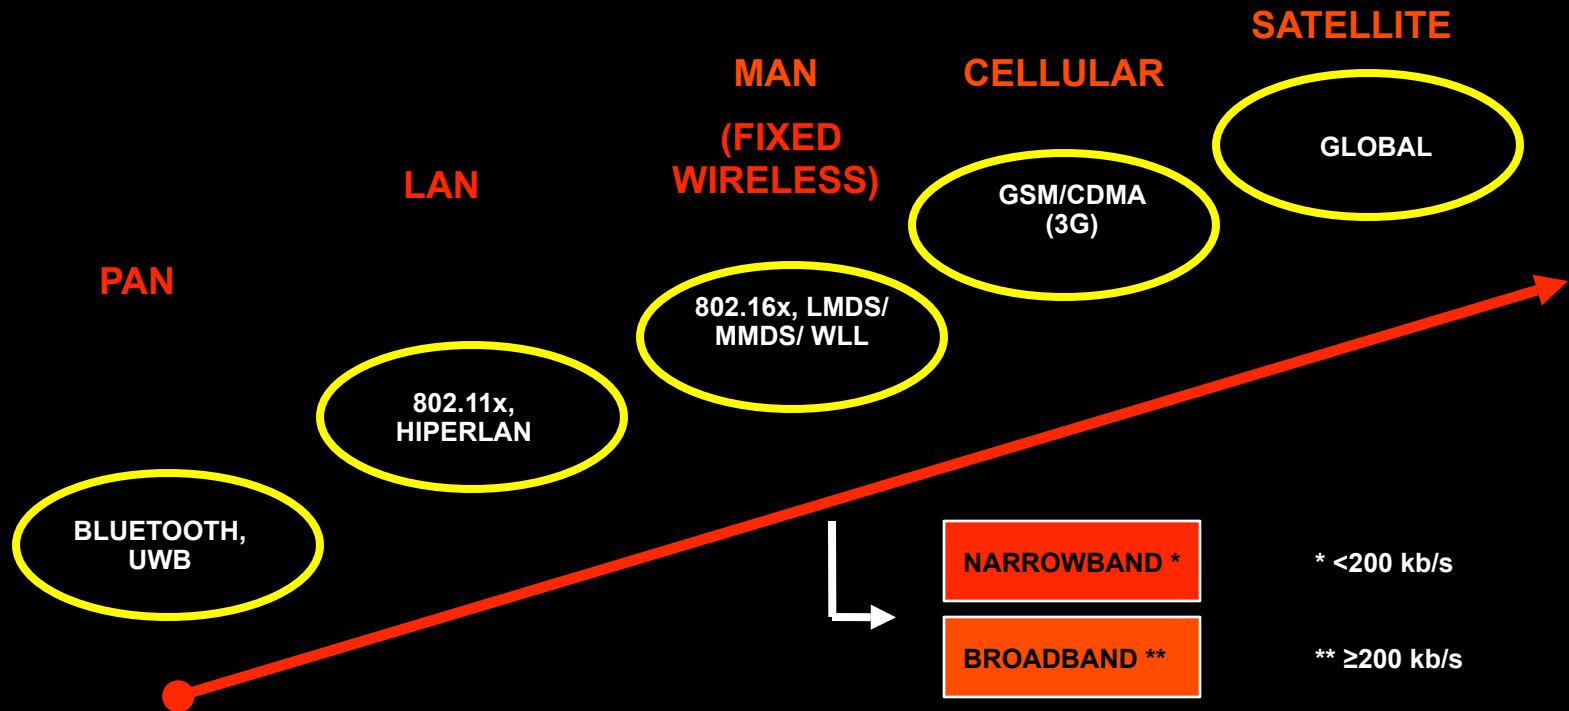 SATELLITE
GLOBAL
CELLULAR
GSM/CDMA
(3G)
MAN
(FIXED
WIRELESS)
802.16x, LMDS/
MMDS/ WLL
LAN
802.11x,
HIPERLAN
PAN
BLUETOOTH,
UWB
NARROWBAND *
* <200 kb/s
BROADBAND **
** ≥200 kb/s